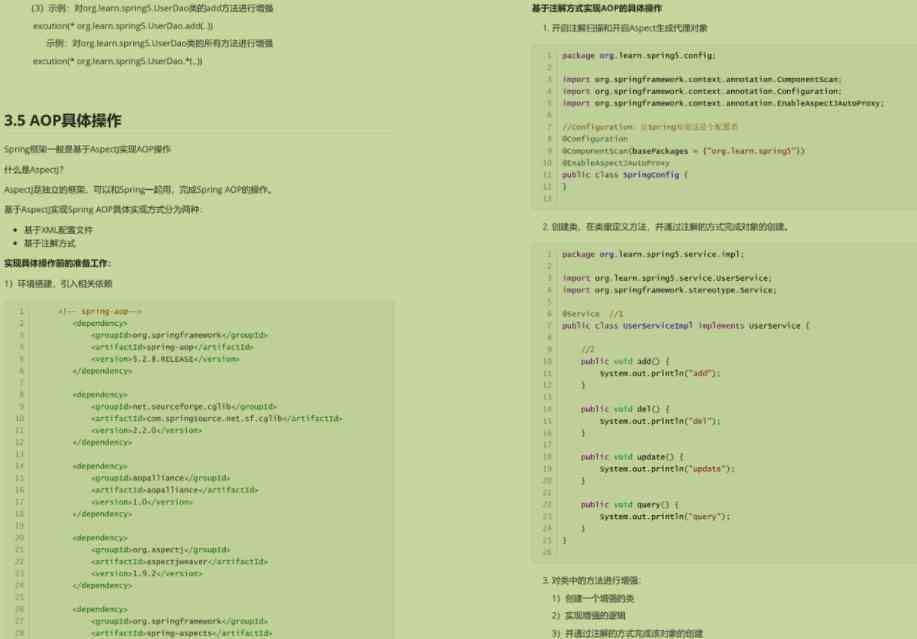 （3）示例：对org.learn.spring5.UserDao类的add方法进行增强
excution(* org.learn.spring5.UserDao.add(..))
示例：对org.learn.spring5.UserDao类的所有方法进行增强
excution(* org.learn.spring5.UserDao.*(..))
3.5 AOP具体操作
Spring框架一般是基于AspectJ实现AOP操作
什么是AspectJ？
AspectJ是独立的框架，可以和Spring一起用，完成Spring AOP的操作。
基于AspectJ实现Spring AOP具体实现方式分为两种：
• 基于XML配置文件
• 基于注解方式
实现具体操作前的准备工作：
1）环境搭建，引入相关依赖
1 <!-- spring-aop-->
2 <dependency>
3 <groupId>org.springframework</groupId>
4 <artifactId>spring-aop</artifactId>
5 <version>5.2.8.RELEASE</version>
6 </dependency>
7
8 <dependency>
9 <groupId>net.sourceforge.cglib</groupId>
10 <artifactId>com.springsource.net.sf.cglib</artifactId>
11 <version>2.2.0</version>
12 </dependency>
13
14 <dependency>
15 <groupId>aopalliance</groupId>
16 <artifactId>aopalliance</artifactId>
17 <version>1.0</version>
18 </dependency>
19
20 <dependency>
21 <groupId>org.aspectj</groupId>
22 <artifactId>aspectjweaver</artifactId>
23 <version>1.9.2</version>
24 </dependency>
25
26 <dependency>
27 <groupId>org.springframework</groupId>
28 <artifactId>spring-aspects</artifactId>
基于注解方式实现AOP的具体操作
1. 开启注解扫描和开启Aspect生成代理对象
1 package org.learn.spring5.config;
2
3 import org.springframework.context.annotation.ComponentScan;
4 import org.springframework.context.annotation.Configuration;
5 import org.springframework.context.annotation.EnableAspectJAutoProxy;
6
7 //Configuration：让Spring知道这是个配置类
8 @Configuration
9 @ComponentScan(basePackages = {"org.learn.spring5"})
10 @EnableAspectJAutoProxy
11 public class SpringConfig {
12 }
13
2. 创建类，在类里定义方法，并通过注解的方式完成对象的创建。
1 package org.learn.spring5.service.impl;
2
3 import org.learn.spring5.service.UserService;
4 import org.springframework.stereotype.Service;
5
6 @Service //1
7 public class UserServiceImpl implements UserService {
8
9 //2
10 public void add() {
11 System.out.println("add");
12 }
13
14 public void del() {
15 System.out.println("del");
16 }
17
18 public void update() {
19 System.out.println("update");
20 }
21
22 public void query() {
23 System.out.println("query");
24 }
25 }
26
3. 对类中的方法进行增强：
1）创建一个增强的类
2）实现增强的逻辑
3）并通过注解的方式完成该对象的创建